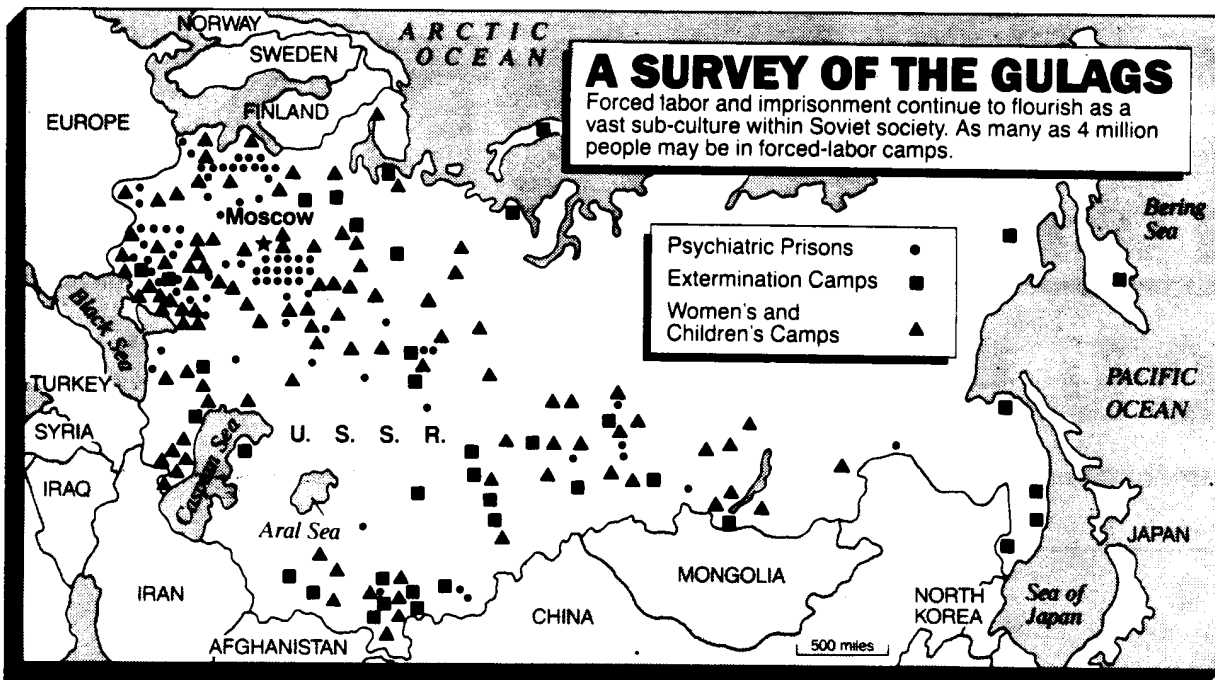 NORWAY
SWEDEN
FINLAND
EUROPE
ARCTIC
OCEAN
A SURVEY OF THE GULAGS
Forced labor and imprisonment continue to flourish as a
vast sub-culture within Soviet society. As many as 4 million
people may be in forced-labor camps.
Moscow
Psychiatric Prisons
Extermination Camps
Women's and
Children's Camps
Bering
Sea
Black Sea
TURKEY
SYRIA
IRAQ
Caspian Sea
U. S. S. R.
Aral Sea
PACIFIC
OCEAN
IRAN
AFGHANISTAN
CHINA
MONGOLIA
NORTH
KOREA
Sea of
Japan
JAPAN
500 miles